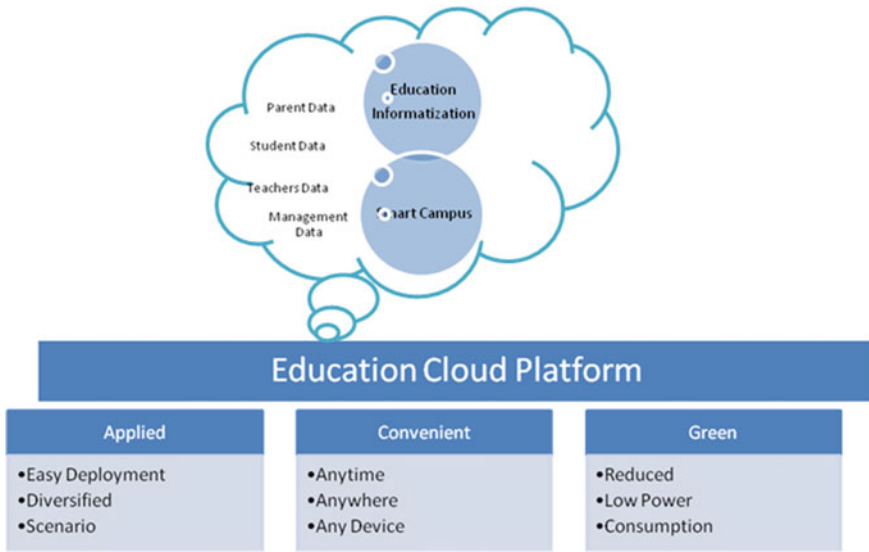 Education
Informatization
Parent Data
Student Data
Teachers Data
Management
Data
Smart Campus
Education Cloud Platform
Applied
•Easy Deployment
•Diversified
•Scenario
Convenient
•Anytime
•Anywhere
•Any Device
Green
•Reduced
•Low Power
•Consumption